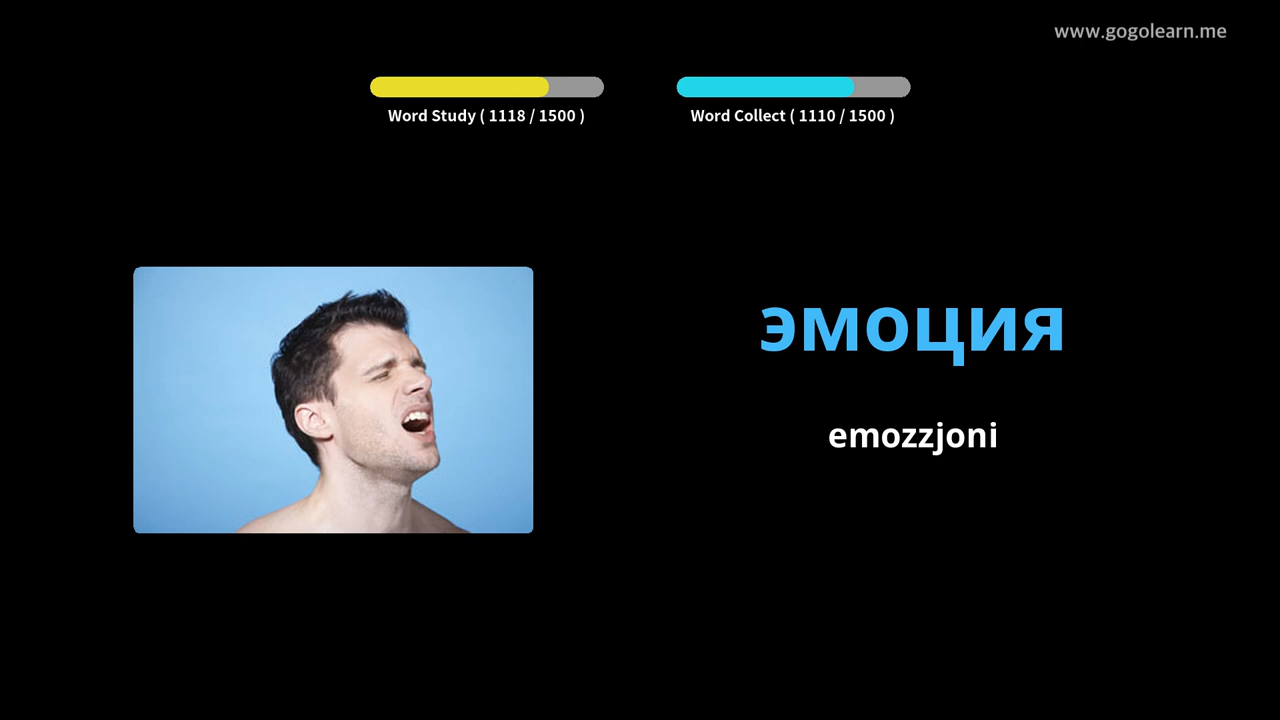 www.gogolearn.me
Word Study ( 1118 / 1500 )
Word Collect ( 1110 / 1500 )
эмоция
emozzjoni